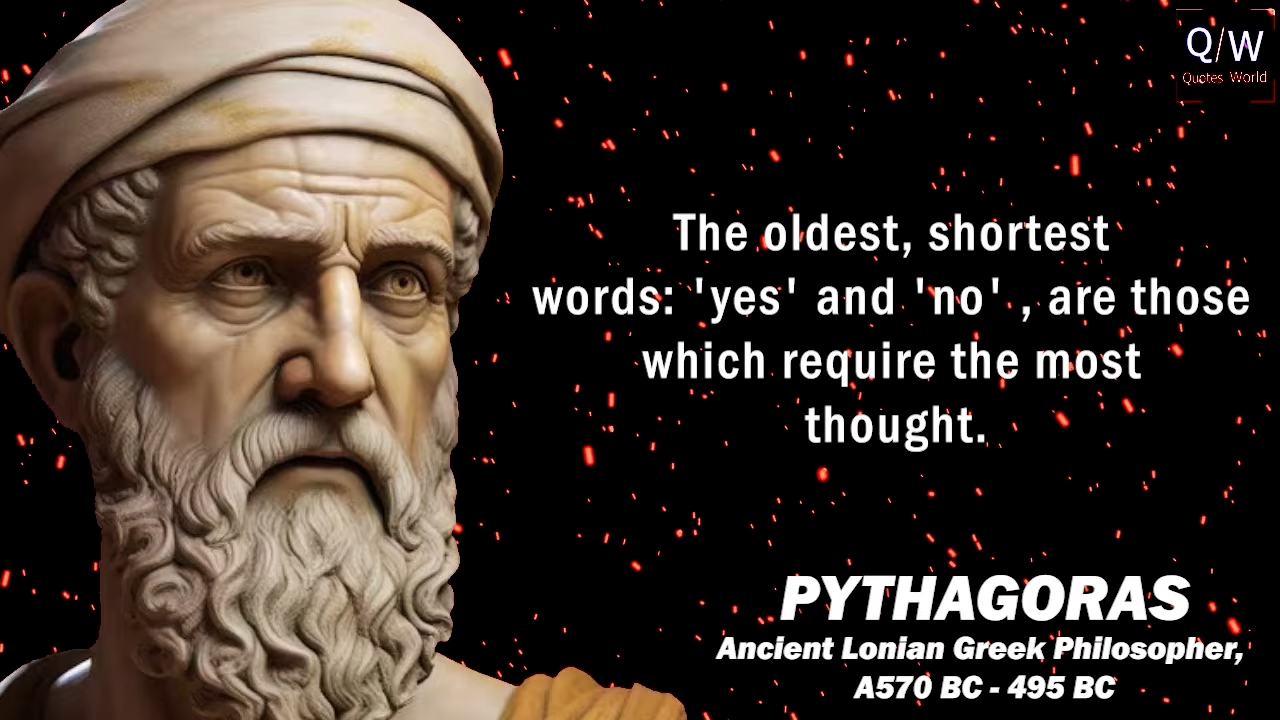 Q/W
Quotes World
The oldest, shortest
words: 'yes' and 'no' , are those
which require the most
thought.
PYTHAGORAS
Ancient Lonian Greek Philosopher,
A570 BC - 495 BC